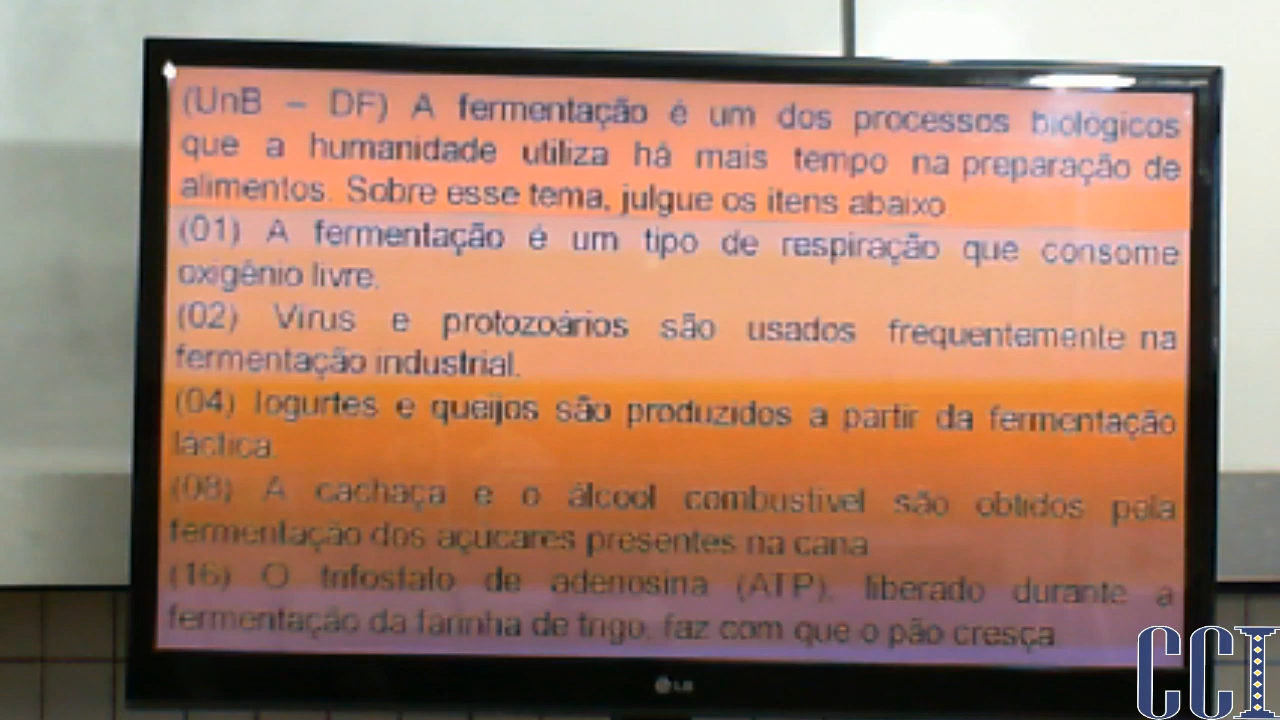 (UnB – DF) A fermentação é um dos processos biológicos
que a humanidade utiliza há mais tempo na preparação de
alimentos. Sobre esse tema, julgue os itens abaixo
(01) A fermentação é um tipo de respiração que consome
oxigênio livre.
(02) Vírus e protozoários são usados frequentemente na
fermentação industrial.
(04) Iogurtes e queijos são produzidos a partir da fermentação
láctica.
(08) A cachaça e o álcool combustível são obtidos pela
fermentação dos açúcares presentes na cana
(16) O trifosfato de adenosina (ATP), liberado durante a
fermentação da farinha de trigo, faz com que o pão cresça
LG
CCI